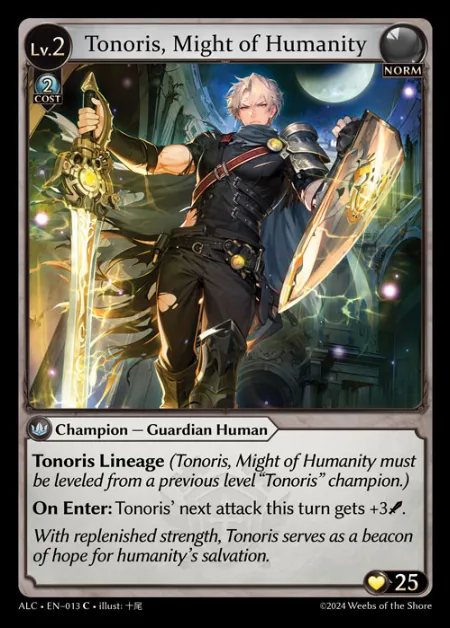 Lv.2
Tonoris, Might of Humanity
NORM
2
COST
Champion — Guardian Human
Tonoris Lineage (Tonoris, Might of Humanity must
be leveled from a previous level “Tonoris” champion.)
On Enter: Tonoris’ next attack this turn gets +3.
With replenished strength, Tonoris serves as a beacon
of hope for humanity’s salvation.
25
ALC • EN-013 C • illust: 十尾
©2024 Weebs of the Shore